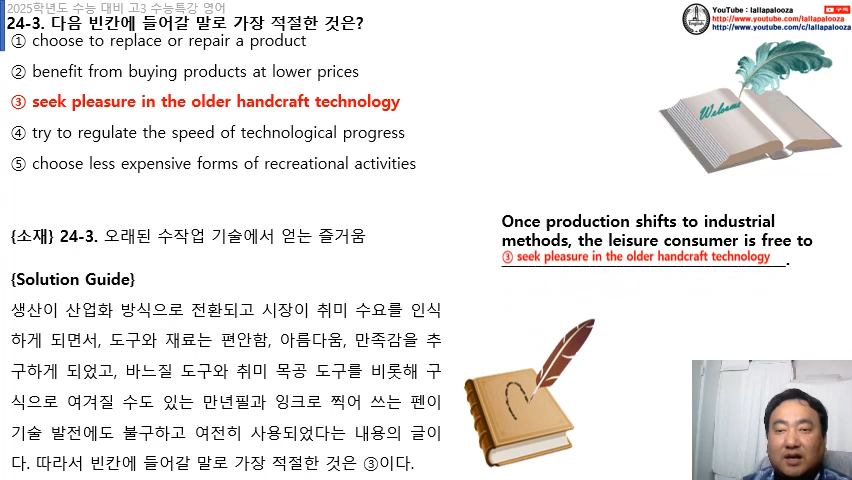 2025학년도 수능 대비 고3 수능특강 영어
24-3. 다음 빈칸에 들어갈 말로 가장 적절한 것은?
① choose to replace or repair a product
② benefit from buying products at lower prices
③ seek pleasure in the older handcraft technology
④ try to regulate the speed of technological progress
⑤ choose less expensive forms of recreational activities
YouTube : lallapalooza
구독
http://www.youtube.com/lallapalooza
http://www.youtube.com/c/lallapalooza
English
Welcome
{소재} 24-3. 오래된 수작업 기술에서 얻는 즐거움
Once production shifts to industrial
methods, the leisure consumer is free to
③ seek pleasure in the older handcraft technology.
{Solution Guide}
생산이 산업화 방식으로 전환되고 시장이 취미 수요를 인식
하게 되면서, 도구와 재료는 편안함, 아름다움, 만족감을 추
구하게 되었고, 바느질 도구와 취미 목공 도구를 비롯해 구
식으로 여겨질 수도 있는 만년필과 잉크로 찍어 쓰는 펜이
기술 발전에도 불구하고 여전히 사용되었다는 내용의 글이
다. 따라서 빈칸에 들어갈 말로 가장 적절한 것은 ③이다.